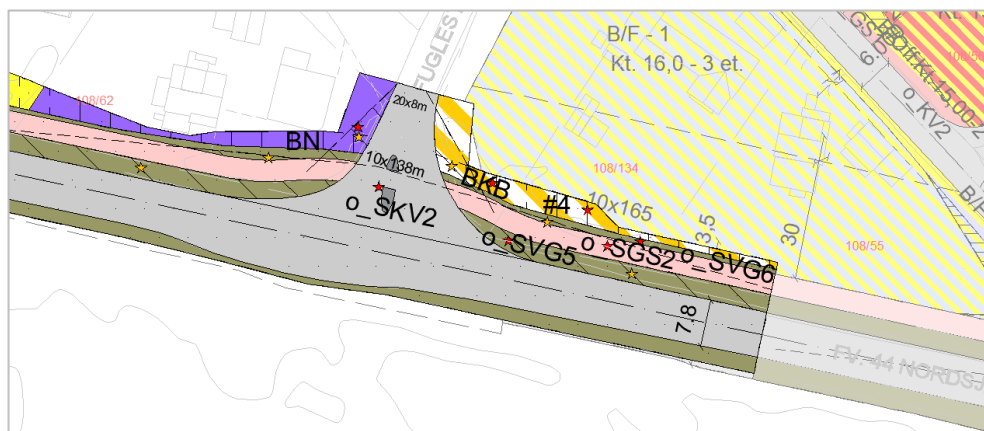 B/F - 1
Kt. 16,0 - 3 et.
FUGLES
20x8m
108/62
BN
10x138m
o_SKV2
BKB
#4
108/134
10x165
o_SVG5
o_SGS2
o_SVG6
3,5
30
7.8
108/55
o_KV2
FV. 44 NORDSJ